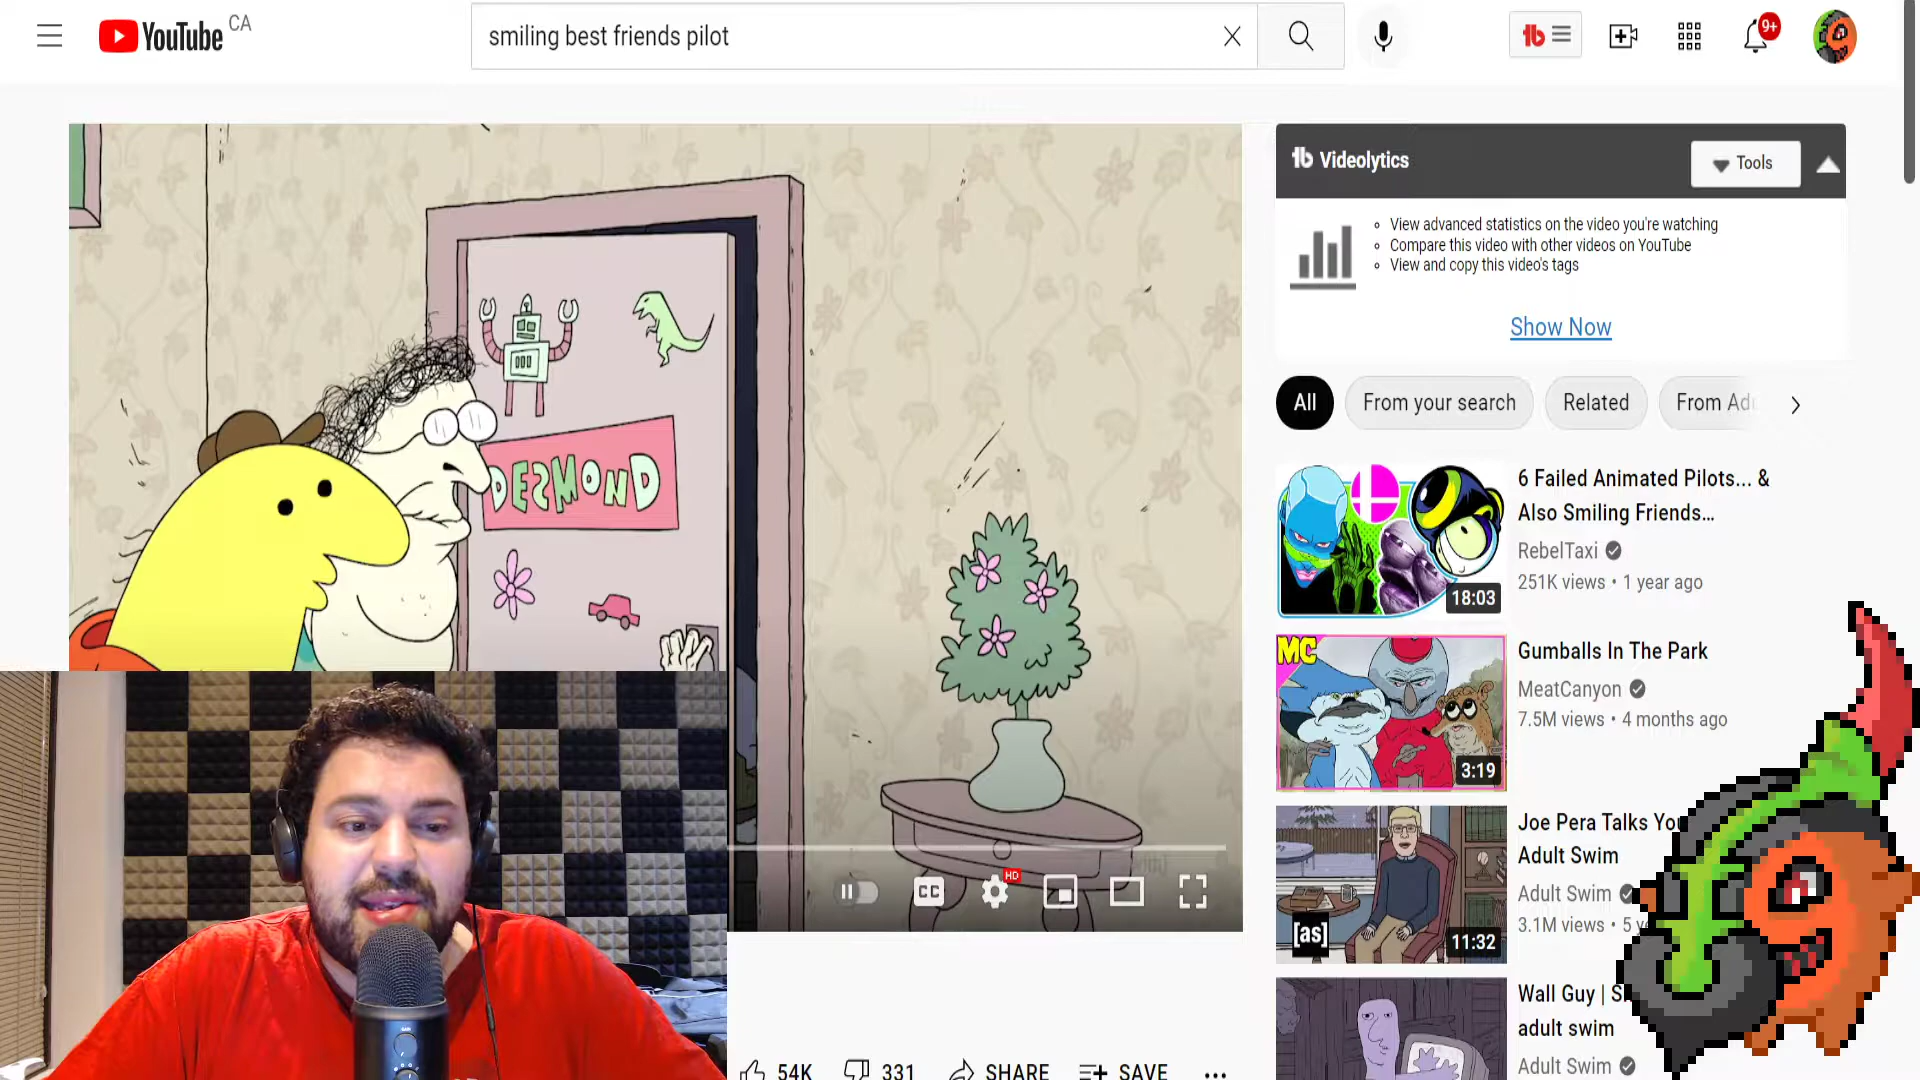 YouTube CA
smiling best friends pilot
9+
Videolytics
Tools
View advanced statistics on the video you're watching
Compare this video with other videos on YouTube
View and copy this video's tags
Show Now
All
From your search
Related
From Ad
DESMOND
6 Failed Animated Pilots... &
Also Smiling Friends...
RebelTaxi
251K views • 1 year ago
18:03
MC
Gumballs In The Park
MeatCanyon
7.5M views • 4 months ago
3:19
Joe Pera Talks You
Adult Swim
Adult Swim
3.1M views • 5 y
[as]
11:32
CC
HD
Wall Guy | S
adult swim
Adult Swim
54K
331
SHARE
SAVE